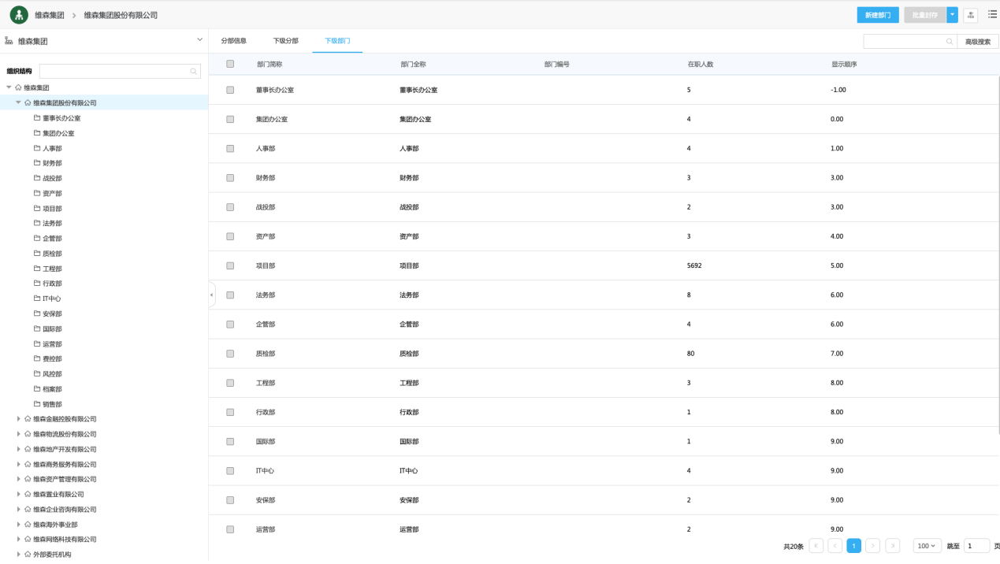 维森集团 维森集团股份有限公司 新建部门 批量封存
维森集团
组织结构
维森集团
维森集团股份有限公司
董事长办公室
集团办公室
人事部
财务部
战投部
资产部
项目部
法务部
企管部
质检部
工程部
行政部
IT中心
安保部
国际部
运营部
费控部
风控部
档案部
销售部
维森金融控股有限公司
维森物流股份有限公司
维森地产开发有限公司
维森商务服务有限公司
维森资产管理有限公司
维森置业有限公司
维森企业咨询有限公司
维森海外事业部
维森网络科技有限公司
外部委托机构
分部信息 下级分部 下级部门 高级搜索
部门简称 部门全称 部门编号 在职人数 显示顺序
董事长办公室 董事长办公室 5 -1.00
集团办公室 集团办公室 4 0.00
人事部 人事部 4 1.00
财务部 财务部 3 3.00
战投部 战投部 2 3.00
资产部 资产部 3 4.00
项目部 项目部 5692 5.00
法务部 法务部 8 6.00
企管部 企管部 4 6.00
质检部 质检部 80 7.00
工程部 工程部 3 8.00
行政部 行政部 1 8.00
国际部 国际部 1 9.00
IT中心 IT中心 4 9.00
安保部 安保部 2 9.00
运营部 运营部 2 9.00
共20条 1 100 跳至 1 页